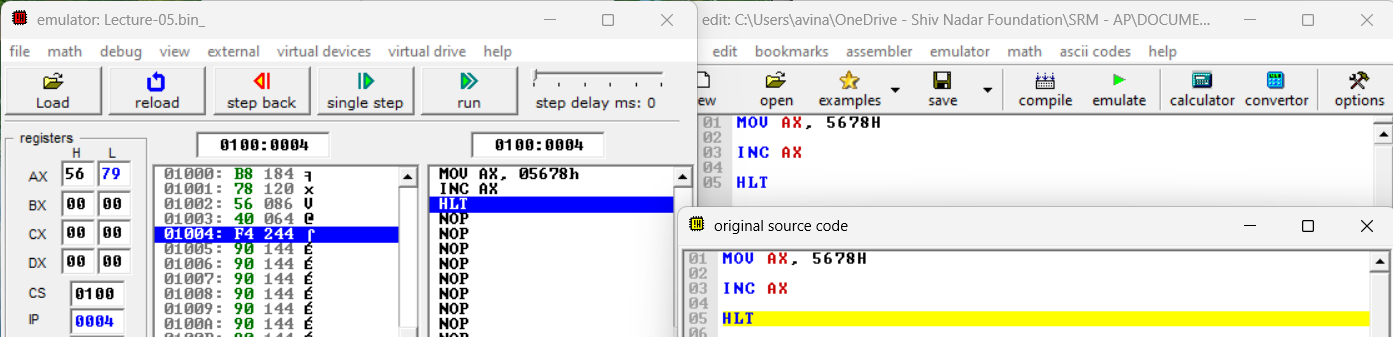 emulator: Lecture-05.bin_
file math debug view external virtual devices virtual drive help
Load reload step back single step run step delay ms: 0
registers
H L
AX 56 79
BX 00 00
CX 00 00
DX 00 00
CS 0100
IP 0004
0100:0004
01000: B8 184 ╕
01001: 78 120 x
01002: 56 086 V
01003: 40 064 @
01004: F4 244 ⌠
01005: 90 144 É
01006: 90 144 É
01007: 90 144 É
01008: 90 144 É
01009: 90 144 É
0100A: 90 144 É
0100:0004
MOV AX, 05678h
INC AX
HLT
NOP
NOP
NOP
NOP
NOP
NOP
NOP
NOP
edit: C:\Users\avina\OneDrive - Shiv Nadar Foundation\SRM - AP\DOCUME...
edit bookmarks assembler emulator math ascii codes help
ew open examples save compile emulate calculator convertor options
01 MOV AX, 5678H
02
03 INC AX
04
05 HLT
original source code
01 MOV AX, 5678H
02
03 INC AX
04
05 HLT
06